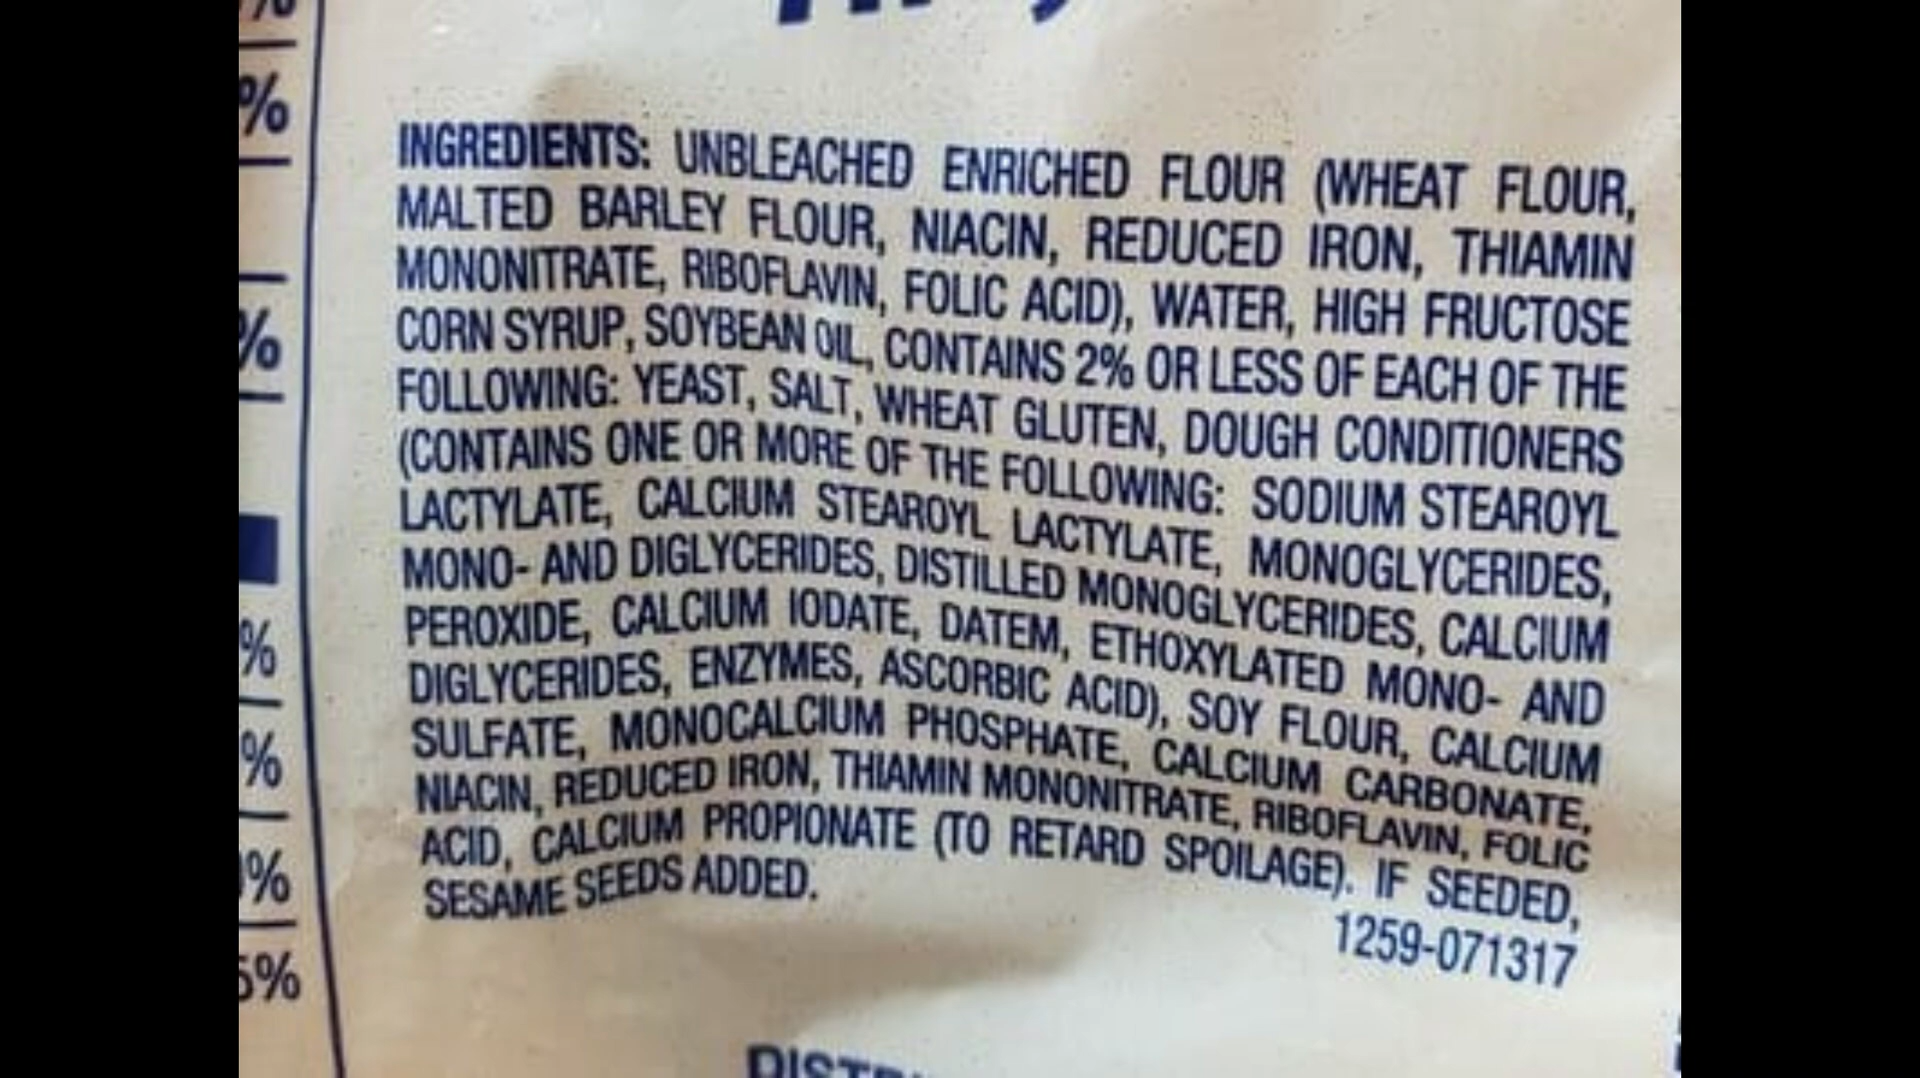 %
%
INGREDIENTS: UNBLEACHED ENRICHED FLOUR (WHEAT FLOUR,
MALTED BARLEY FLOUR, NIACIN, REDUCED IRON, THIAMIN
MONONITRATE, RIBOFLAVIN, FOLIC ACID), WATER, HIGH FRUCTOSE
CORN SYRUP, SOYBEAN OIL, CONTAINS 2% OR LESS OF EACH OF THE
FOLLOWING: YEAST, SALT, WHEAT GLUTEN, DOUGH CONDITIONERS
(CONTAINS ONE OR MORE OF THE FOLLOWING: SODIUM STEAROYL
LACTYLATE, CALCIUM STEAROYL LACTYLATE, MONOGLYCERIDES,
MONO- AND DIGLYCERIDES, DISTILLED MONOGLYCERIDES, CALCIUM
PEROXIDE, CALCIUM IODATE, DATEM, ETHOXYLATED MONO- AND
DIGLYCERIDES, ENZYMES, ASCORBIC ACID), SOY FLOUR, CALCIUM
SULFATE, MONOCALCIUM PHOSPHATE, CALCIUM CARBONATE,
NIACIN, REDUCED IRON, THIAMIN MONONITRATE, RIBOFLAVIN, FOLIC
ACID, CALCIUM PROPIONATE (TO RETARD SPOILAGE). IF SEEDED,
SESAME SEEDS ADDED.
1259-071317
%
%
%
5%